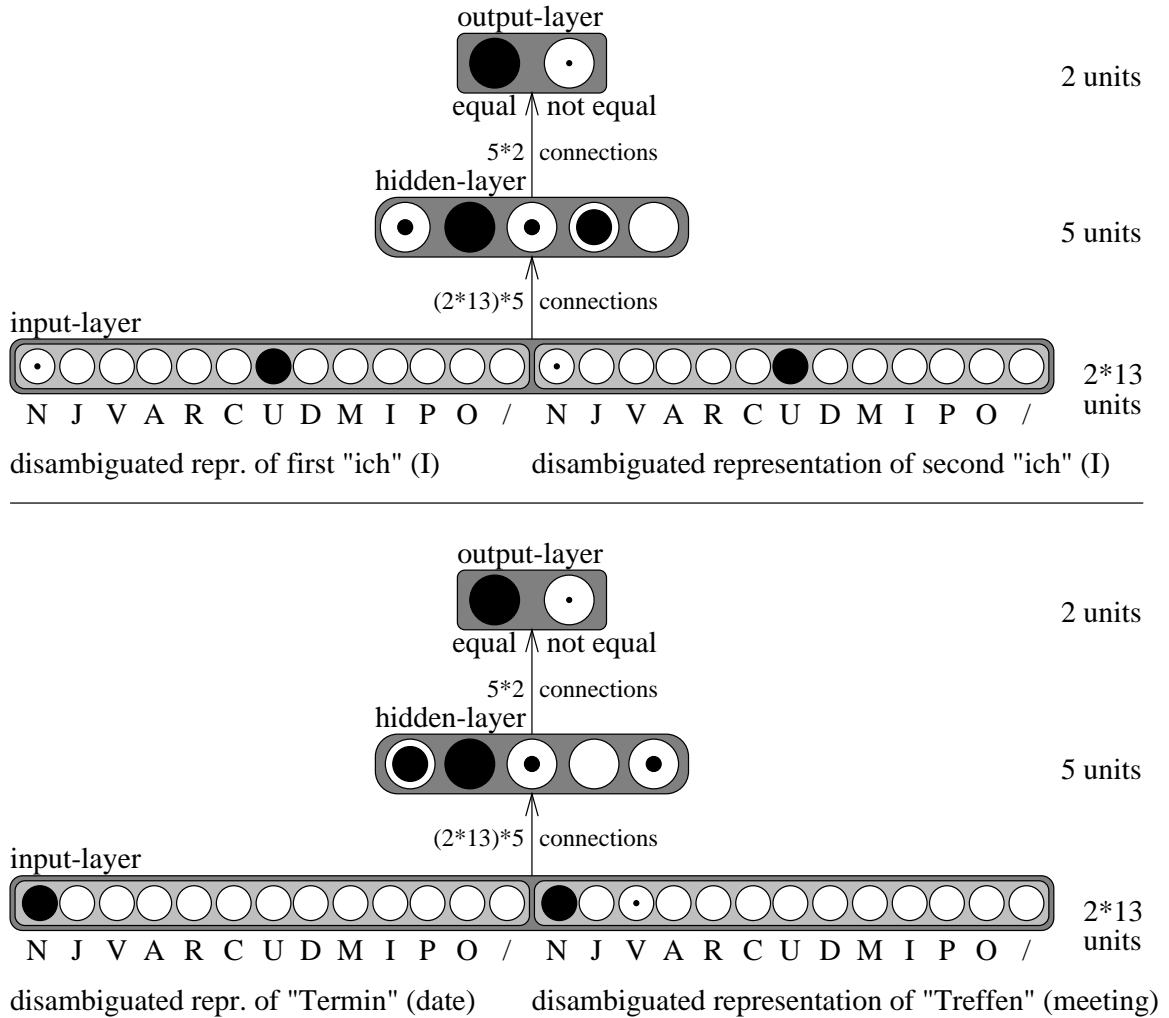 output-layer
2 units
equal not equal
5*2 connections
hidden-layer
5 units
(2*13)*5 connections
input-layer
2*13
units
N J V A R C U D M I P O / N J V A R C U D M I P O /
disambiguated repr. of first "ich" (I) disambiguated representation of second "ich" (I)
output-layer
2 units
equal not equal
5*2 connections
hidden-layer
5 units
(2*13)*5 connections
input-layer
2*13
units
N J V A R C U D M I P O / N J V A R C U D M I P O /
disambiguated repr. of "Termin" (date) disambiguated representation of "Treffen" (meeting)